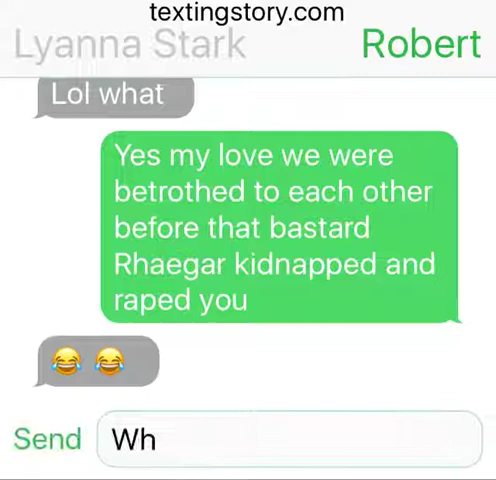 textingstory.com
Lyanna Stark
Robert
Lol what
Yes my love we were
betrothed to each other
before that bastard
Rhaegar kidnapped and
raped you
😂 😂
Send
Wh